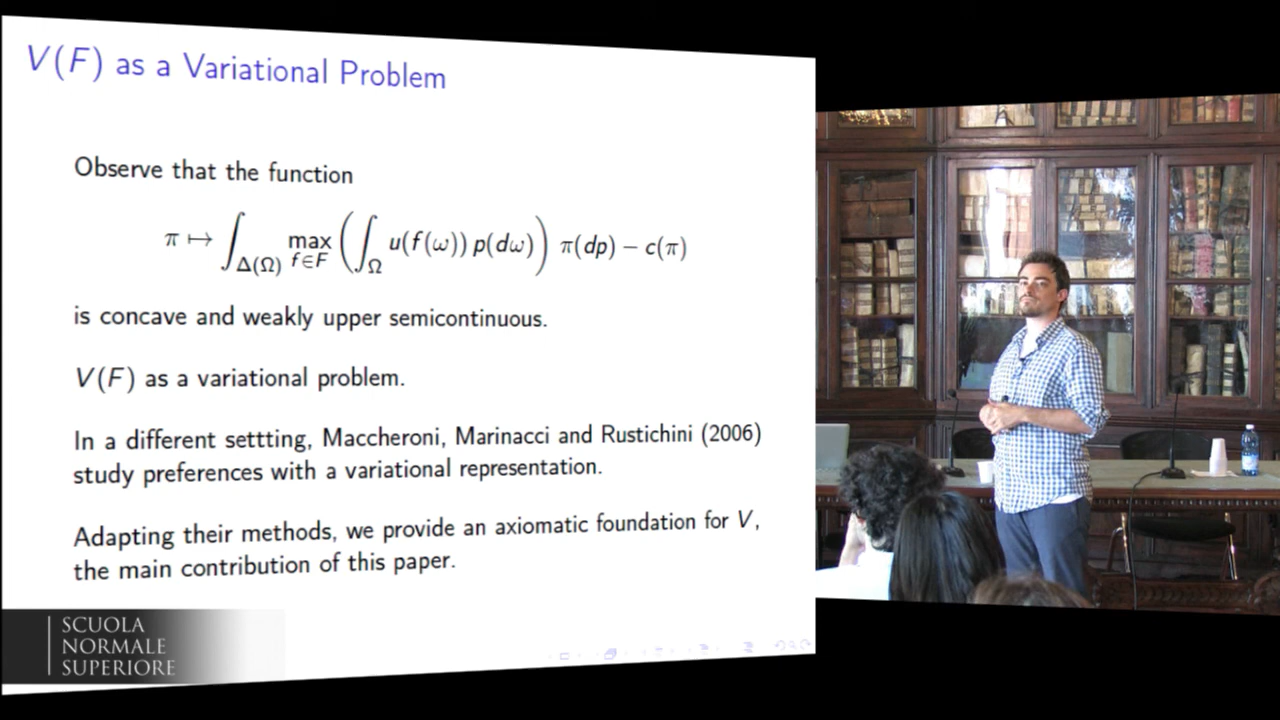 V(F) as a Variational Problem
Observe that the function
π ↦ ∫_{Δ(Ω)} max_{f∈F} (∫_Ω u(f(ω)) p(dω)) π(dp) − c(π)
is concave and weakly upper semicontinuous.
V(F) as a variational problem.
In a different settting, Maccheroni, Marinacci and Rustichini (2006)
study preferences with a variational representation.
Adapting their methods, we provide an axiomatic foundation for V,
the main contribution of this paper.
SCUOLA
NORMALE
SUPERIORE